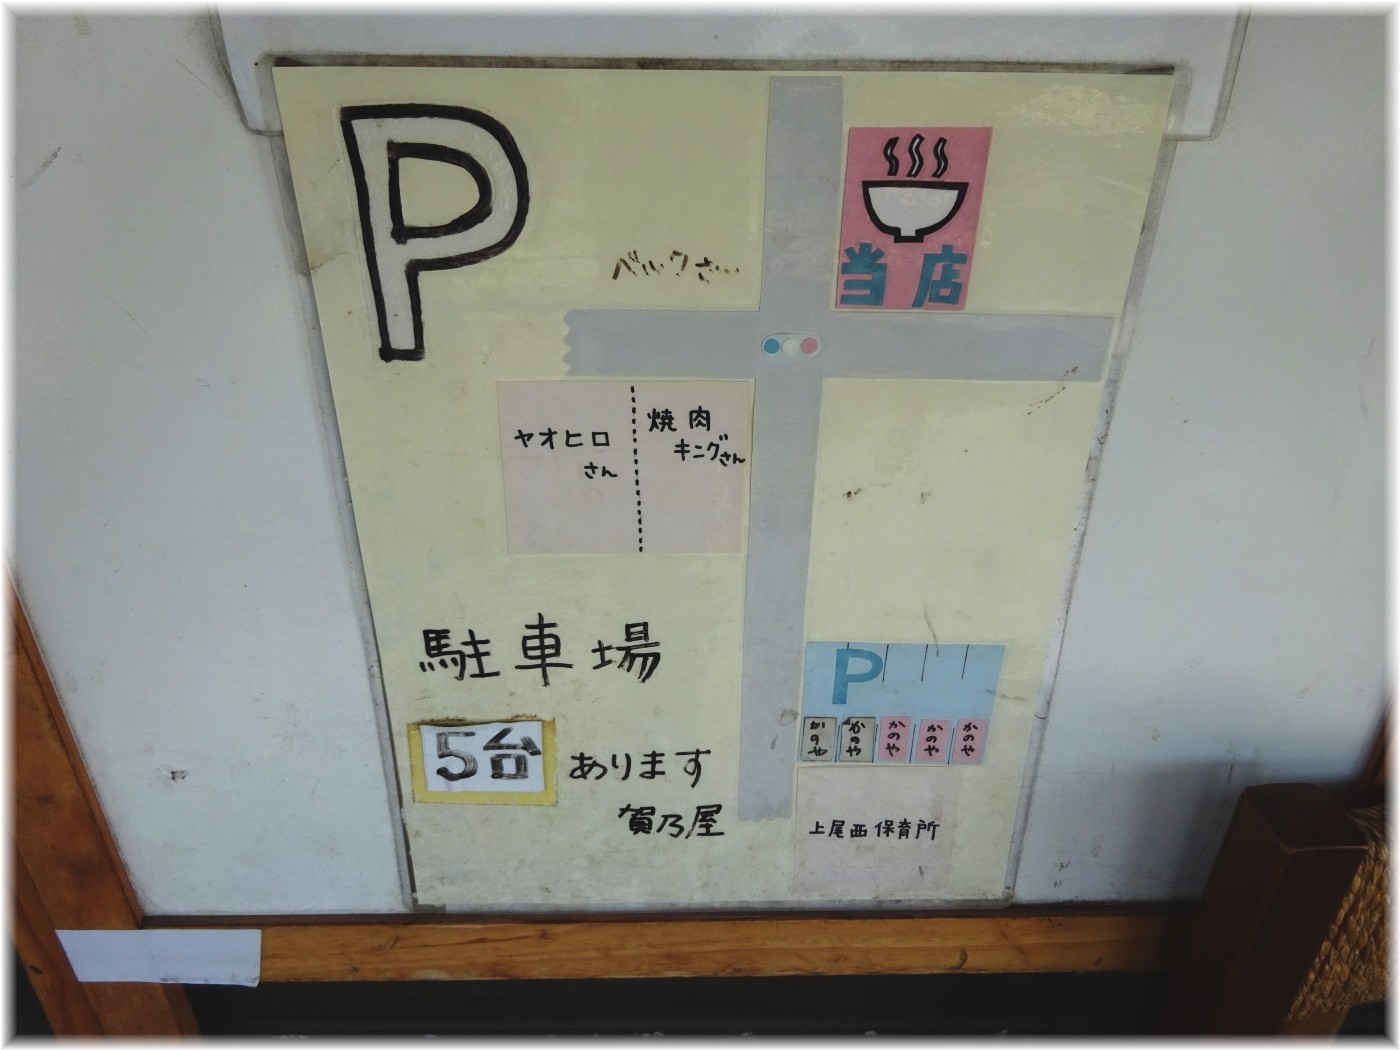 P
ベルクさん
当店
ヤオヒロ
さん
焼肉
キングさん
駐車場
5台 あります
賀乃屋
P
かのや かのや かのや かのや かのや
上尾西保育所